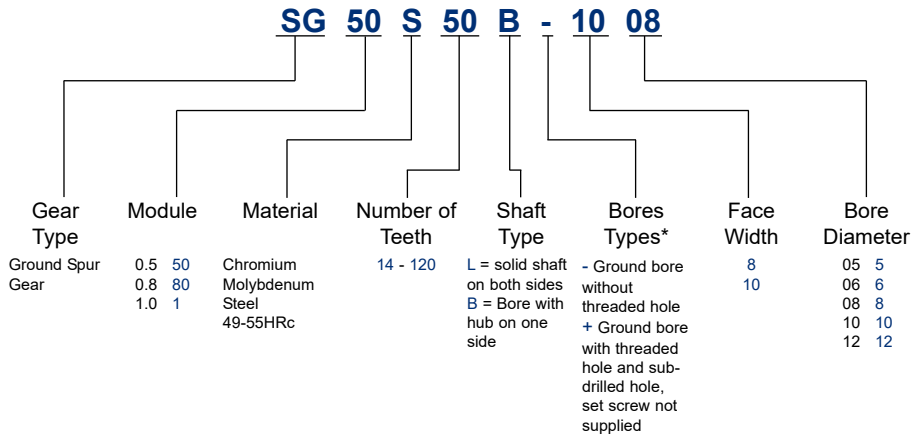 SG 50 S 50 B - 10 08
Gear
Type
Ground Spur
Gear
Module
0.5 50
0.8 80
1.0 1
Material
Chromium
Molybdenum
Steel
49-55HRc
Number of
Teeth
14 - 120
Shaft
Type
L = solid shaft
on both sides
B = Bore with
hub on one
side
Bores
Types*
- Ground bore
without
threaded hole
+ Ground bore
with threaded
hole and sub-
drilled hole,
set screw not
supplied
Face
Width
8
10
Bore
Diameter
05 5
06 6
08 8
10 10
12 12